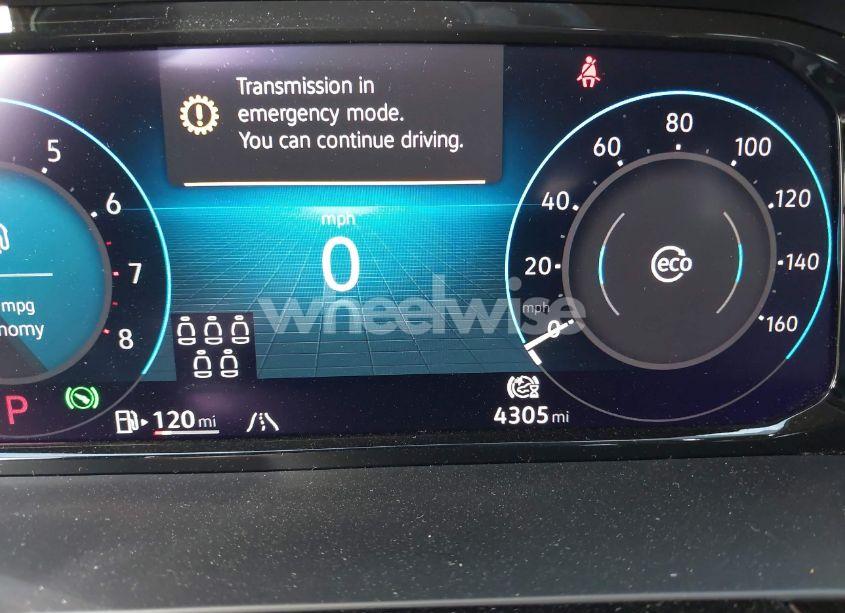 Transmission in
emergency mode.
You can continue driving.
5
6
7
8
mpg
P
mph
0
wheelwise
120 mi
20
40
60
80
100
120
140
160
mph
0
eco
4305 mi